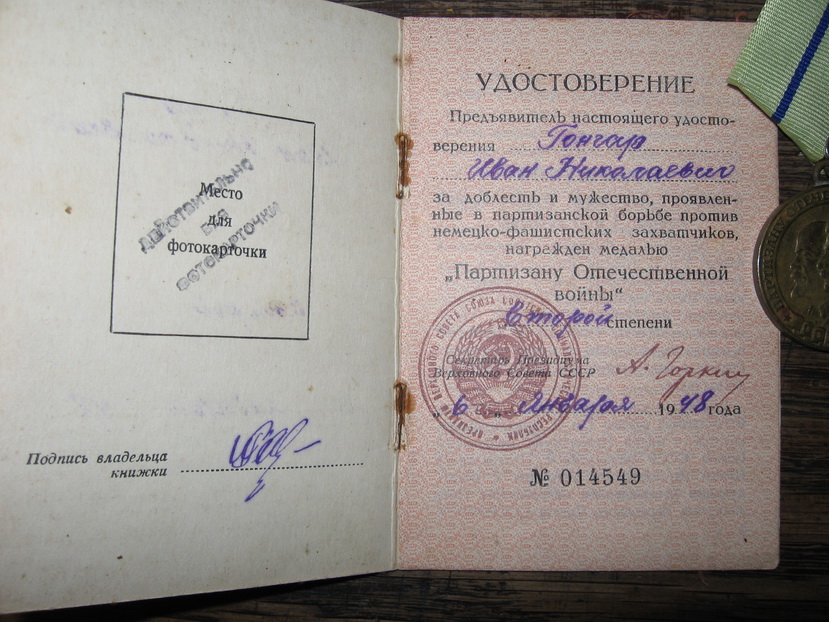 Место
для
фотокарточки
ДЕЙСТВИТЕЛЬНО
БЕЗ
ФОТОКАРТОЧКИ
Подпись владельца
книжки
УДОСТОВЕРЕНИЕ
Предъявитель настоящего удосто-
верения Гончар
Иван Николаевич
за доблесть и мужество, проявлен-
ные в партизанской борьбе против
немецко-фашистских захватчиков,
награжден медалью
„Партизану Отечественной
войны“
Второй степени
Секретарь Президиума
Верховного Совета СССР А. Горкин
„6“ Января 1948 года
№ 014549